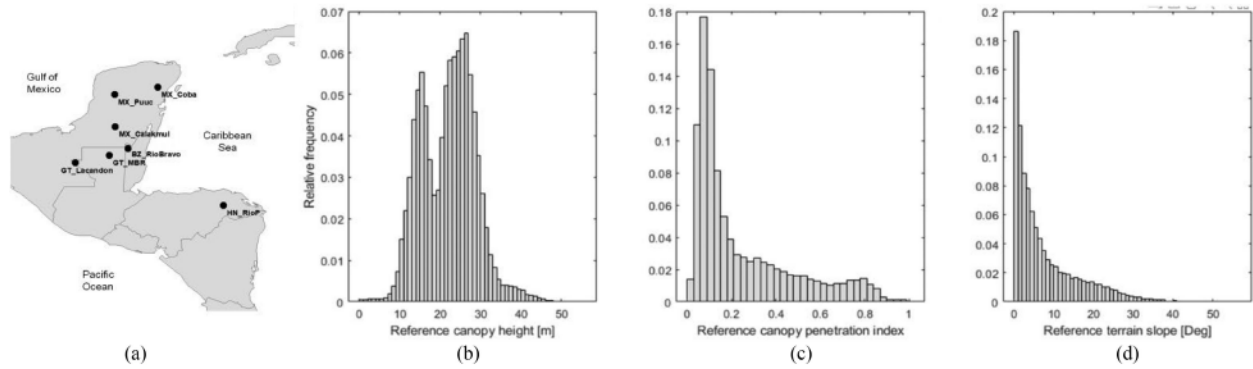 Gulf of
Mexico
MX_Puuc
MX_Coba
MX_Calakmul
Caribbean
Sea
BZ_RioBravo
GT_MBR
GT_Lacandon
HN_RioP
Pacific
Ocean
(a)
Relative frequency
0.07
0.06
0.05
0.04
0.03
0.02
0.01
0
0 10 20 30 40 50
Reference canopy height [m]
(b)
0.18
0.16
0.14
0.12
0.1
0.08
0.06
0.04
0.02
0
0 0.2 0.4 0.6 0.8 1
Reference canopy penetration index
(c)
0.2
0.18
0.16
0.14
0.12
0.1
0.08
0.06
0.04
0.02
0
0 10 20 30 40 50
Reference terrain slope [Deg]
(d)